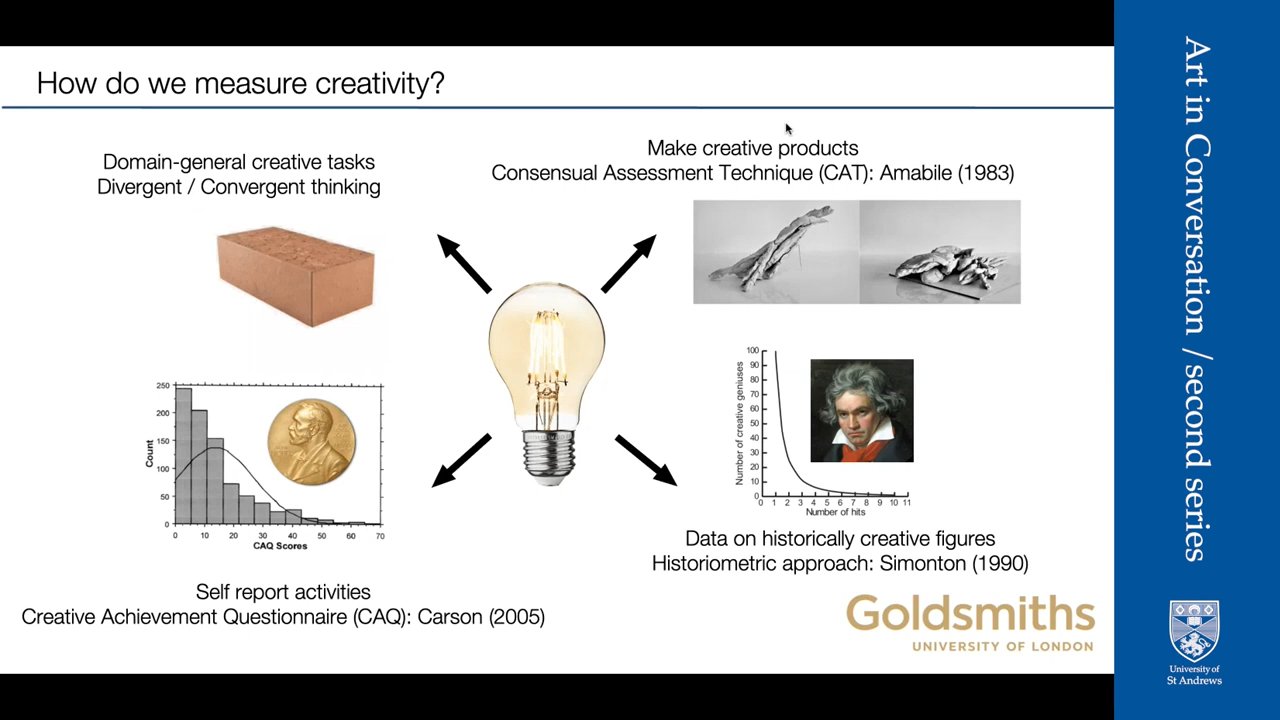 How do we measure creativity?
Domain-general creative tasks
Divergent / Convergent thinking
Make creative products
Consensual Assessment Technique (CAT): Amabile (1983)
250
200
150
100
50
0
Count
0 10 20 30 40 50 60 70
CAQ Scores
Self report activities
Creative Achievement Questionnaire (CAQ): Carson (2005)
100
90
80
70
60
50
40
30
20
10
0
Number of creative geniuses
0 1 2 3 4 5 6 7 8 9 10 11
Number of hits
Data on historically creative figures
Historiometric approach: Simonton (1990)
Goldsmiths
UNIVERSITY OF LONDON
Art in Conversation / second series
University of
St Andrews